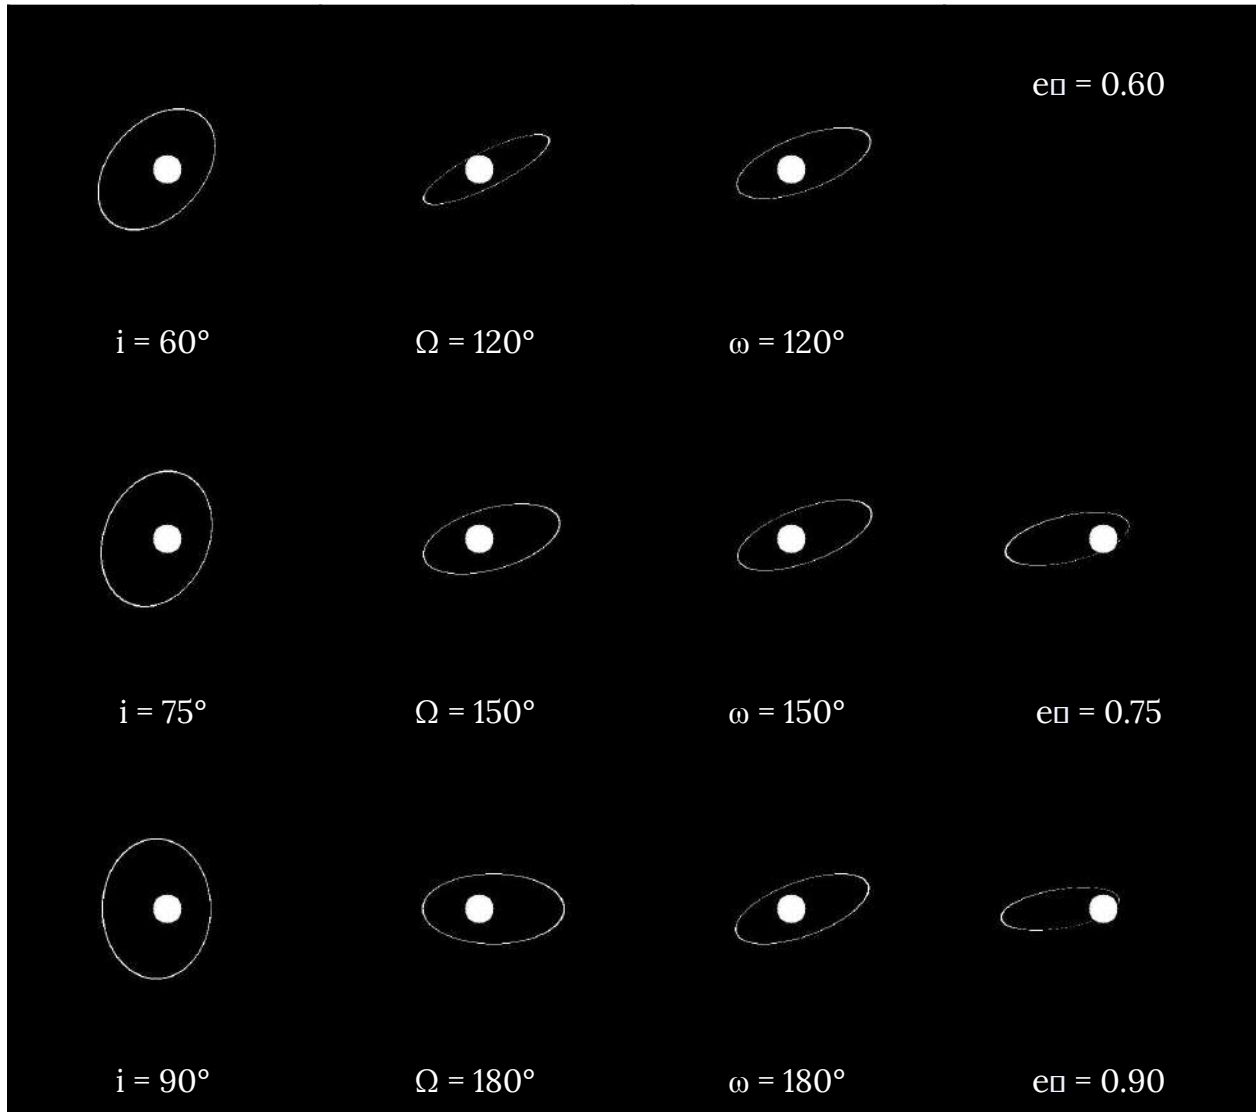 e▯ = 0.60
i = 60°
Ω = 120°
ω = 120°
i = 75°
Ω = 150°
ω = 150°
e▯ = 0.75
i = 90°
Ω = 180°
ω = 180°
e▯ = 0.90